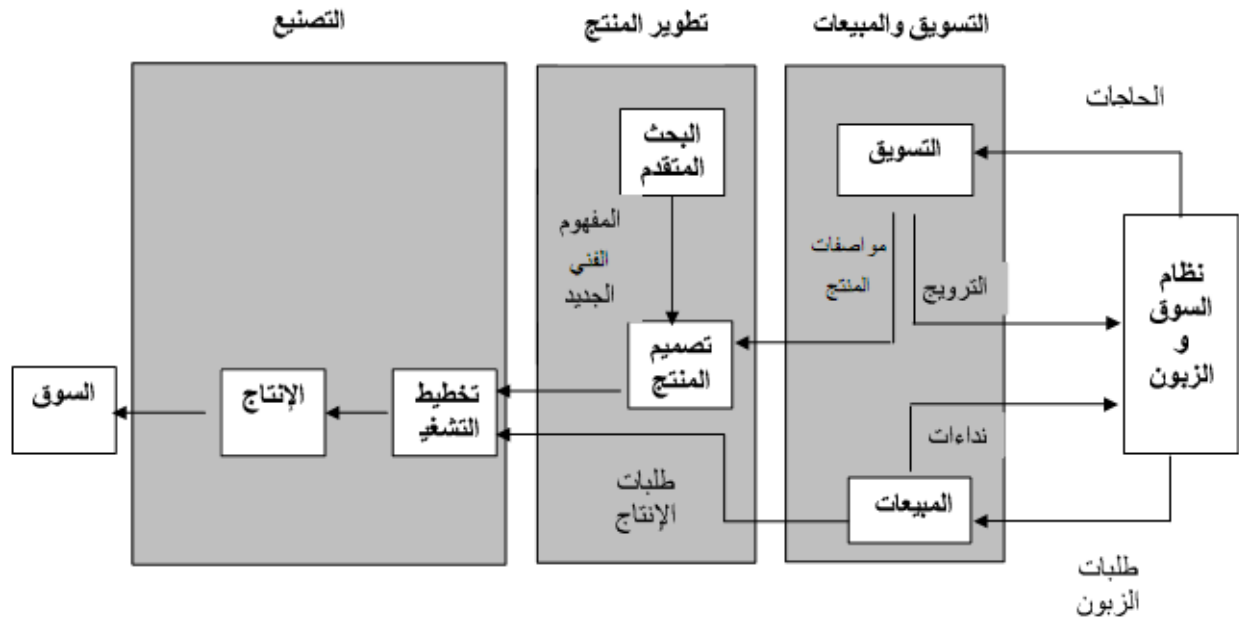 التسويق والمبيعات
تطوير المنتج
التصنيع
الحاجات
التسويق
البحث
المتقدم
مواصفات
المنتج
الترويج
المفهوم
الفني
الجديد
نظام
السوق
و
الزبون
تصميم
المنتج
تخطيط
التشغيـ
الإنتاج
السوق
نداءات
المبيعات
طلبات
الإنتاج
طلبات
الزبون